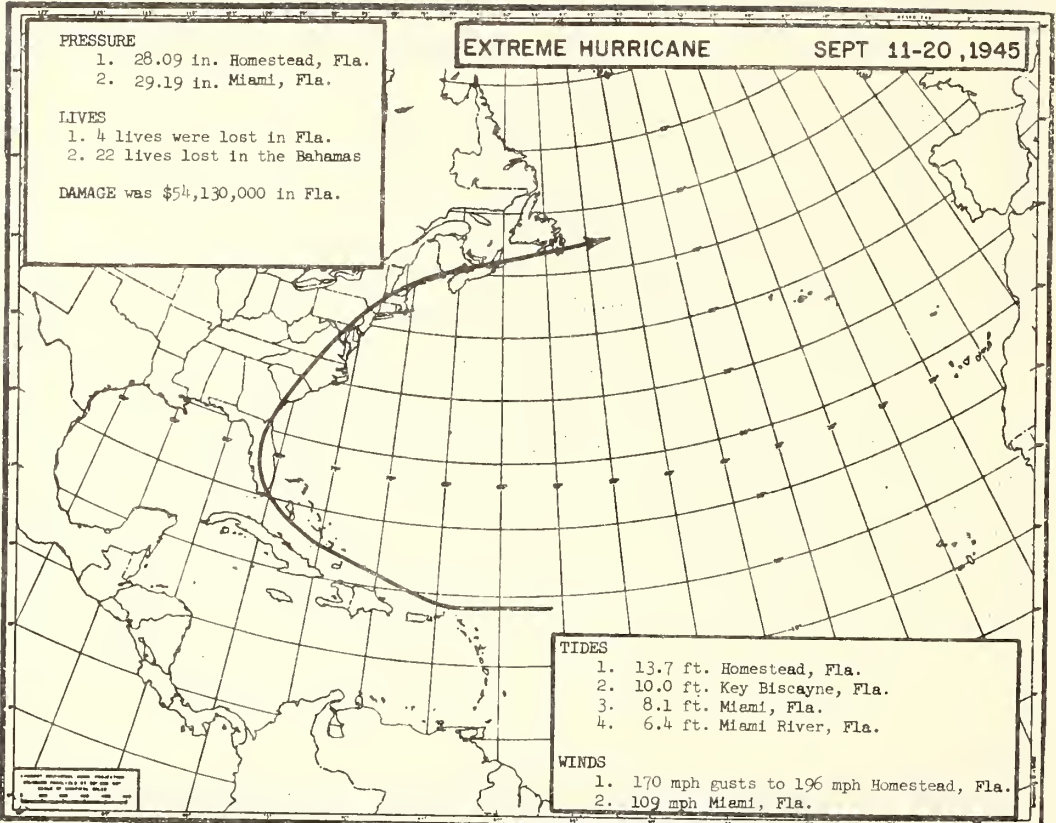 EXTREME HURRICANE SEPT 11-20, 1945
PRESSURE
1. 28.09 in. Homestead, Fla.
2. 29.19 in. Miami, Fla.
LIVES
1. 4 lives were lost in Fla.
2. 22 lives lost in the Bahamas
DAMAGE was $54,130,000 in Fla.
TIDES
1. 13.7 ft. Homestead, Fla.
2. 10.0 ft. Key Biscayne, Fla.
3. 8.1 ft. Miami, Fla.
4. 6.4 ft. Miami River, Fla.
WINDS
1. 170 mph gusts to 196 mph Homestead, Fla.
2. 109 mph Miami, Fla.